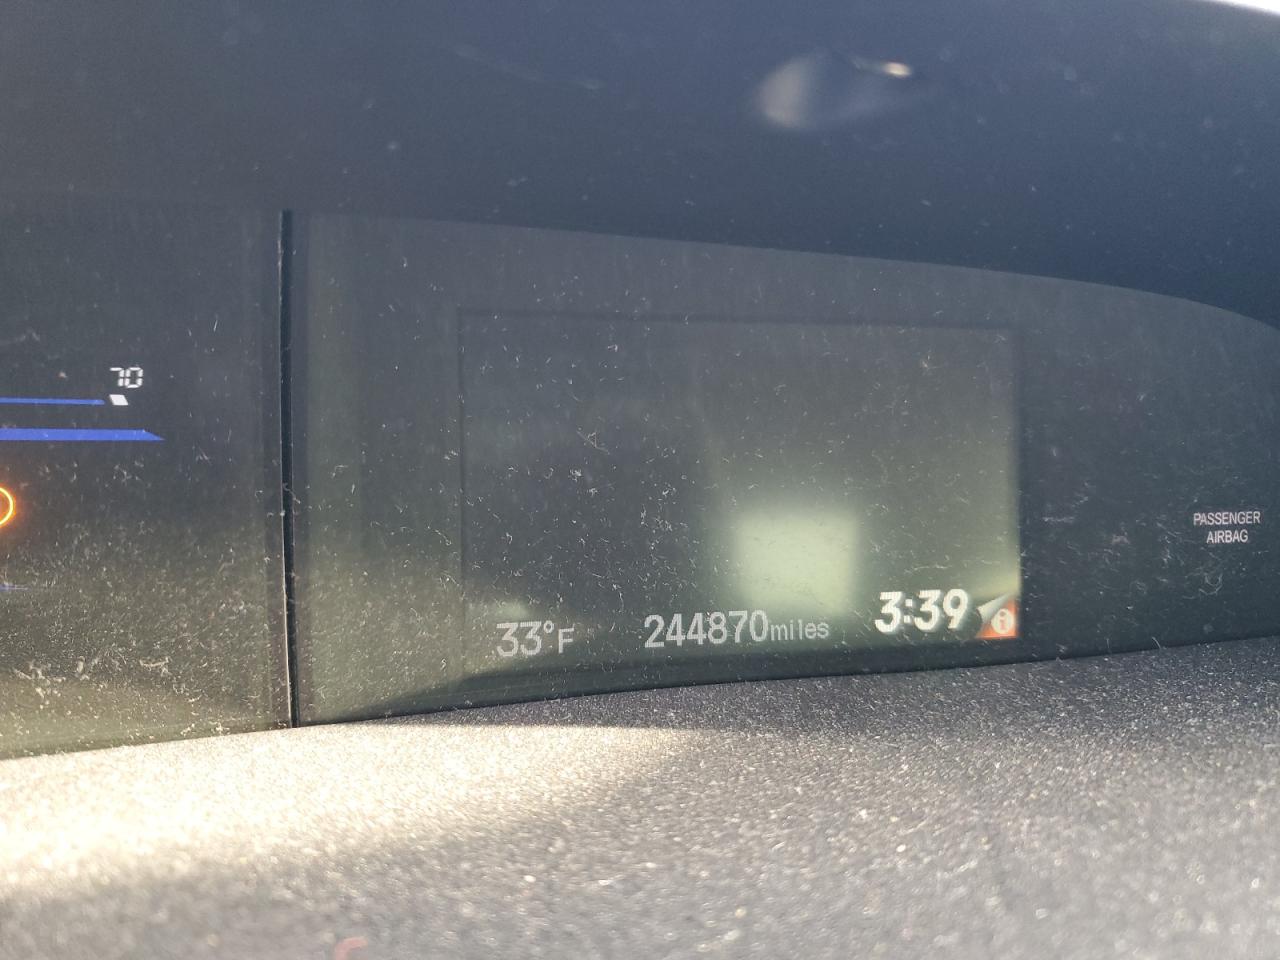 70
33°F 244870miles 3:39 i
PASSENGER
AIRBAG